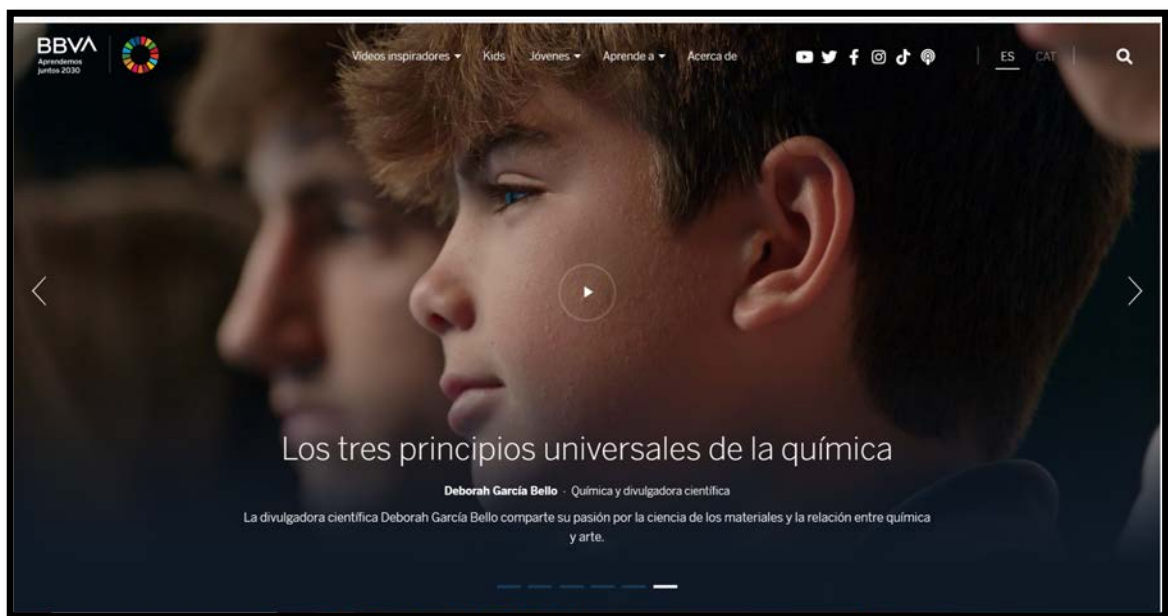 BBVA
Aprendemos
juntos 2030
Vídeos inspiradores Kids Jóvenes Aprende a Acerca de ES CAT
Los tres principios universales de la química
Deborah García Bello · Química y divulgadora científica
La divulgadora científica Deborah García Bello comparte su pasión por la ciencia de los materiales y la relación entre química
y arte.